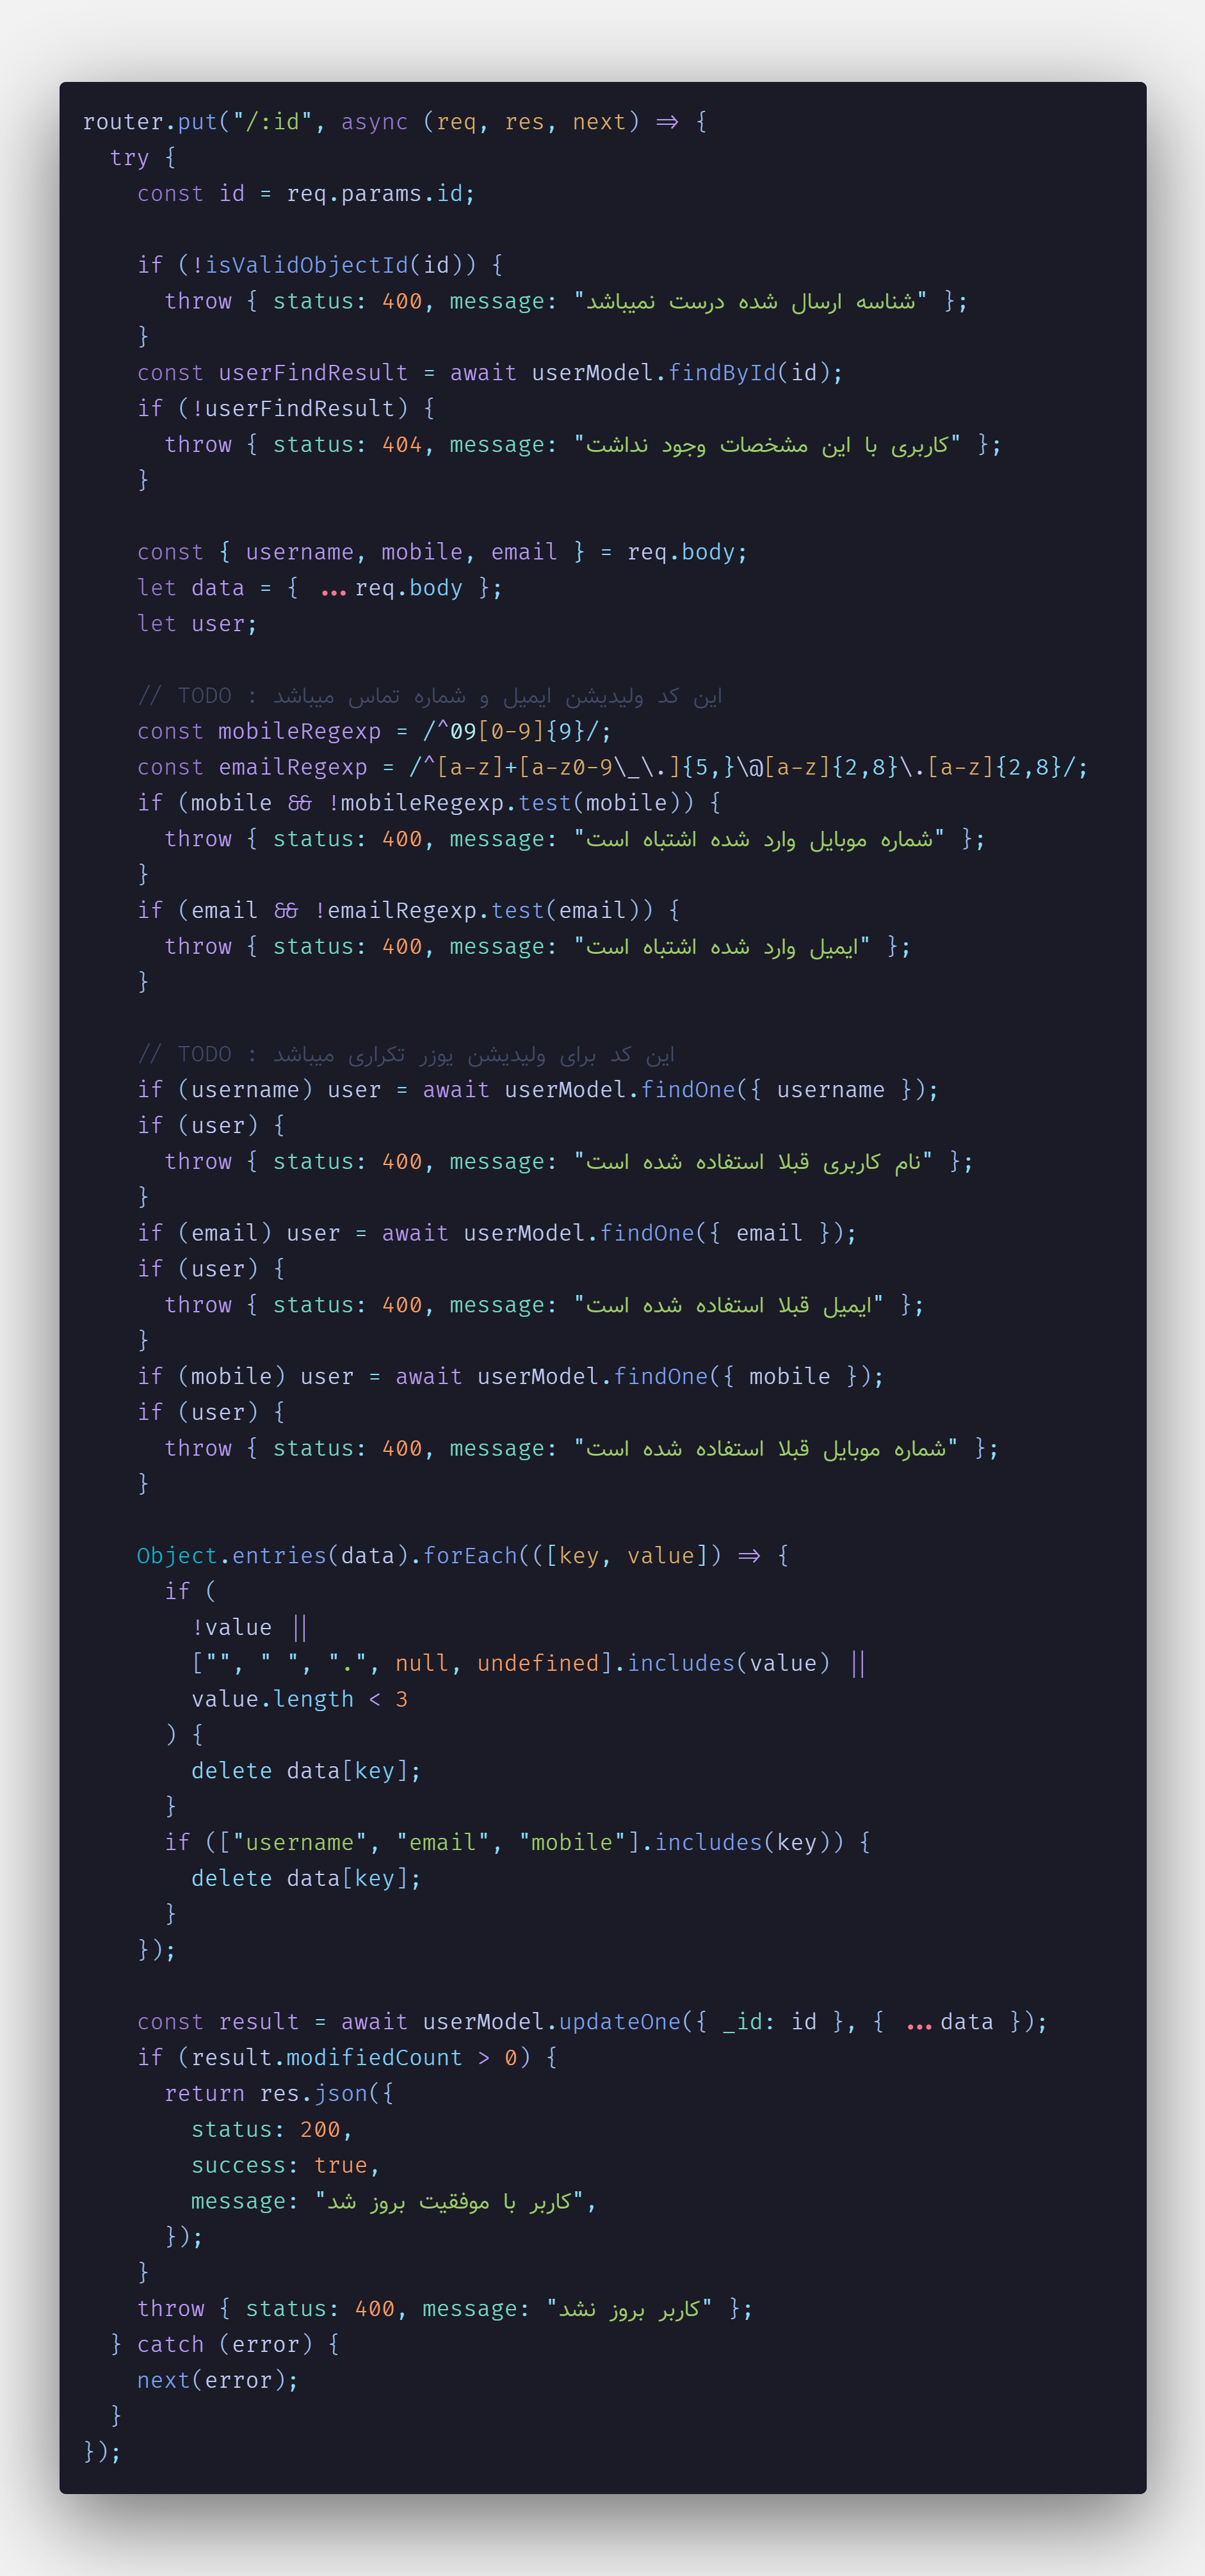 router.put("/:id", async (req, res, next) => {
  try {
    const id = req.params.id;

    if (!isValidObjectId(id)) {
      throw { status: 400, message: "شناسه ارسال شده درست نمیباشد" };
    }
    const userFindResult = await userModel.findById(id);
    if (!userFindResult) {
      throw { status: 404, message: "کاربری با این مشخصات وجود نداشت" };
    }

    const { username, mobile, email } = req.body;
    let data = { ...req.body };
    let user;

    // TODO : این کد ولیدیشن ایمیل و شماره تماس میباشد
    const mobileRegexp = /^09[0-9]{9}/;
    const emailRegexp = /^[a-z]+[a-z0-9\_\.]{5,}\@[a-z]{2,8}\.[a-z]{2,8}/;
    if (mobile && !mobileRegexp.test(mobile)) {
      throw { status: 400, message: "شماره موبایل وارد شده اشتباه است" };
    }
    if (email && !emailRegexp.test(email)) {
      throw { status: 400, message: "ایمیل وارد شده اشتباه است" };
    }

    // TODO : این کد برای ولیدیشن یوزر تکراری میباشد
    if (username) user = await userModel.findOne({ username });
    if (user) {
      throw { status: 400, message: "نام کاربری قبلا استفاده شده است" };
    }
    if (email) user = await userModel.findOne({ email });
    if (user) {
      throw { status: 400, message: "ایمیل قبلا استفاده شده است" };
    }
    if (mobile) user = await userModel.findOne({ mobile });
    if (user) {
      throw { status: 400, message: "شماره موبایل قبلا استفاده شده است" };
    }

    Object.entries(data).forEach(([key, value]) => {
      if (
        !value ||
        ["", " ", ".", null, undefined].includes(value) ||
        value.length < 3
      ) {
        delete data[key];
      }
      if (["username", "email", "mobile"].includes(key)) {
        delete data[key];
      }
    });

    const result = await userModel.updateOne({ _id: id }, { ...data });
    if (result.modifiedCount > 0) {
      return res.json({
        status: 200,
        success: true,
        message: "کاربر با موفقیت بروز شد",
      });
    }
    throw { status: 400, message: "کاربر بروز نشد" };
  } catch (error) {
    next(error);
  }
});